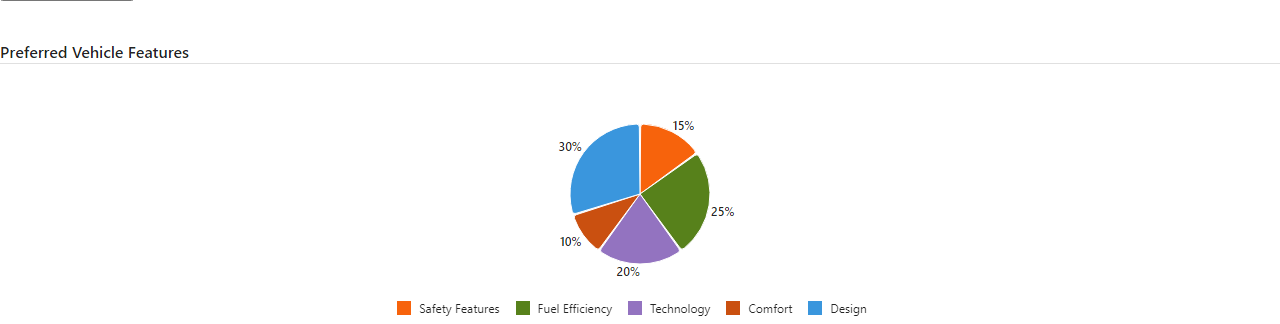 Preferred Vehicle Features
15%
30%
25%
10%
20%
Safety Features Fuel Efficiency Technology Comfort Design